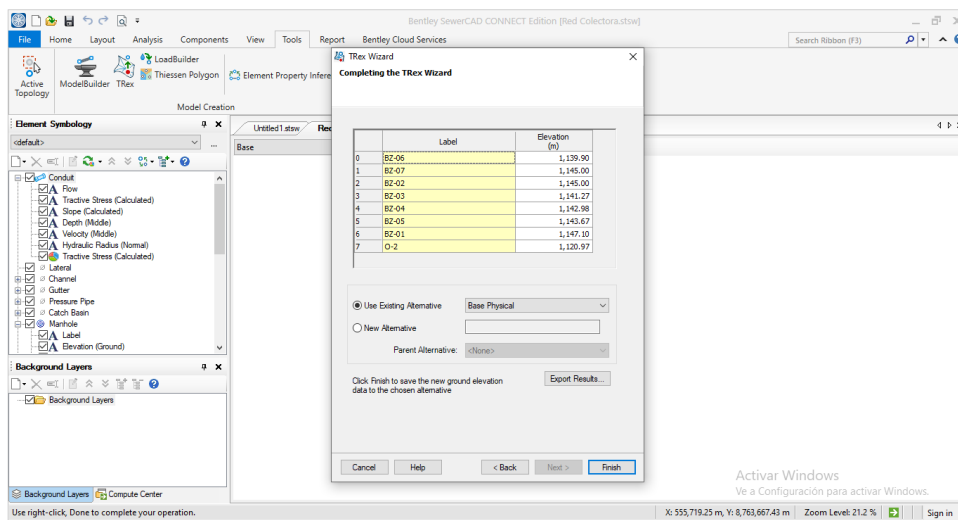 Bentley SewerCAD CONNECT Edition [Red Colectora.stsw]
File Home Layout Analysis Components View Tools Report Bentley Cloud Services
Search Ribbon (F3)
Active Topology
ModelBuilder
TRex
LoadBuilder
Thiessen Polygon
Element Property Infere
Model Creation
Element Symbology
<default>
Conduit
Flow
Tractive Stress (Calculated)
Slope (Calculated)
Depth (Middle)
Velocity (Middle)
Hydraulic Radius (Normal)
Tractive Stress (Calculated)
Lateral
Channel
Gutter
Pressure Pipe
Catch Basin
Manhole
Label
Elevation (Ground)
Background Layers
Background Layers
Background Layers Compute Center
Untitled1.stsw Rec
Base
TRex Wizard
Completing the TRex Wizard
Label Elevation (m)
0 BZ-06 1,139.90
1 BZ-07 1,145.00
2 BZ-02 1,145.00
3 BZ-03 1,141.27
4 BZ-04 1,142.98
5 BZ-05 1,143.67
6 BZ-01 1,147.10
7 O-2 1,120.97
Use Existing Alternative Base Physical
New Alternative
Parent Alternative: <None>
Click Finish to save the new ground elevation
data to the chosen alternative
Export Results...
Cancel Help < Back Next > Finish
Activar Windows
Ve a Configuración para activar Windows.
Use right-click, Done to complete your operation.
X: 555,719.25 m, Y: 8,763,667.43 m Zoom Level: 21.2 % Sign in